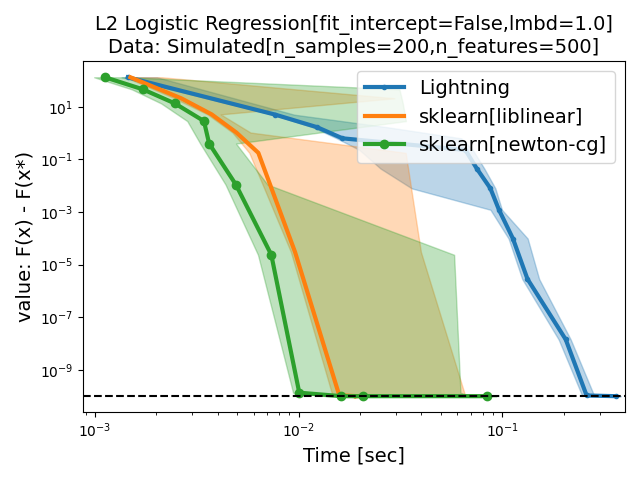 L2 Logistic Regression[fit_intercept=False,lmbd=1.0]
Data: Simulated[n_samples=200,n_features=500]
value: F(x) - F(x*)
10¹
10⁻¹
10⁻³
10⁻⁵
10⁻⁷
10⁻⁹
Lightning
sklearn[liblinear]
sklearn[newton-cg]
10⁻³
10⁻²
10⁻¹
Time [sec]